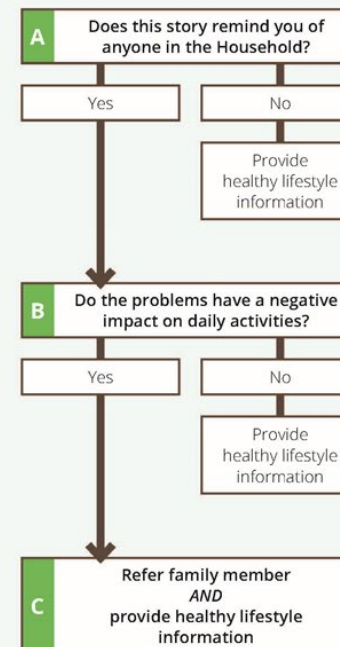 A
Does this story remind you of
anyone in the Household?
Yes
No
Provide
healthy lifestyle
information
B
Do the problems have a negative
impact on daily activities?
Yes
No
Provide
healthy lifestyle
information
C
Refer family member
AND
provide healthy lifestyle
information